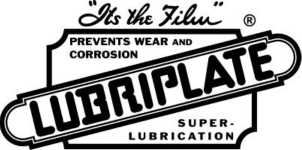 "It's the Film" ®
PREVENTS WEAR AND
CORROSION
LUBRIPLATE
SUPER-
LUBRICATION